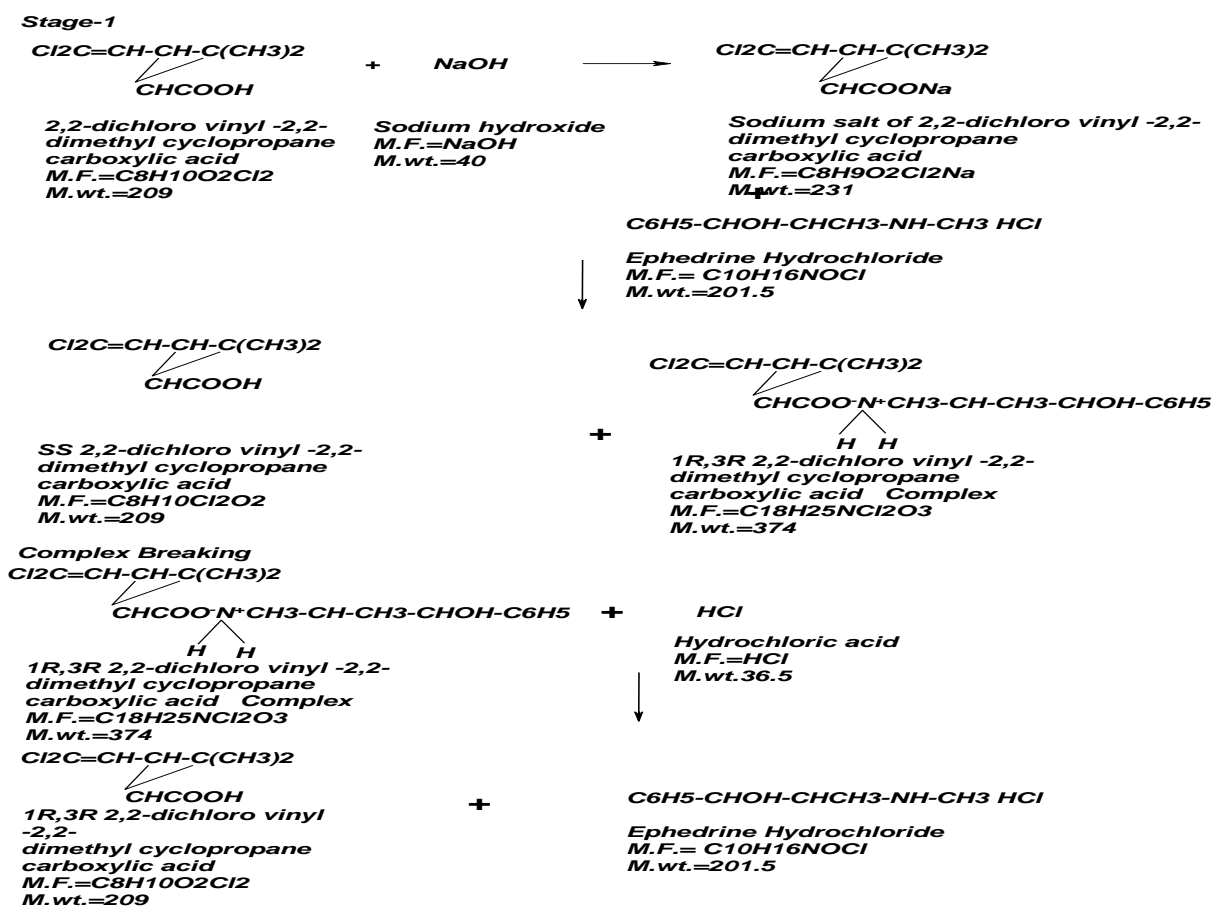 Stage-1
Cl2C=CH-CH-C(CH3)2
CHCOOH
+
NaOH
Cl2C=CH-CH-C(CH3)2
CHCOONa
2,2-dichloro vinyl -2,2-
dimethyl cyclopropane
carboxylic acid
M.F.=C8H10O2Cl2
M.wt.=209
Sodium hydroxide
M.F.=NaOH
M.wt.=40
Sodium salt of 2,2-dichloro vinyl -2,2-
dimethyl cyclopropane
carboxylic acid
M.F.=C8H9O2Cl2Na
M.wt.=231
+
C6H5-CHOH-CHCH3-NH-CH3 HCl
Ephedrine Hydrochloride
M.F.= C10H16NOCl
M.wt.=201.5
Cl2C=CH-CH-C(CH3)2
CHCOOH
SS 2,2-dichloro vinyl -2,2-
dimethyl cyclopropane
carboxylic acid
M.F.=C8H10Cl2O2
M.wt.=209
+
Cl2C=CH-CH-C(CH3)2
CHCOO-N+CH3-CH-CH3-CHOH-C6H5
H H
1R,3R 2,2-dichloro vinyl -2,2-
dimethyl cyclopropane
carboxylic acid Complex
M.F.=C18H25NCl2O3
M.wt.=374
Complex Breaking
Cl2C=CH-CH-C(CH3)2
CHCOO-N+CH3-CH-CH3-CHOH-C6H5
H H
1R,3R 2,2-dichloro vinyl -2,2-
dimethyl cyclopropane
carboxylic acid Complex
M.F.=C18H25NCl2O3
M.wt.=374
+
HCl
Hydrochloric acid
M.F.=HCl
M.wt.36.5
Cl2C=CH-CH-C(CH3)2
CHCOOH
1R,3R 2,2-dichloro vinyl
-2,2-
dimethyl cyclopropane
carboxylic acid
M.F.=C8H10O2Cl2
M.wt.=209
+
C6H5-CHOH-CHCH3-NH-CH3 HCl
Ephedrine Hydrochloride
M.F.= C10H16NOCl
M.wt.=201.5